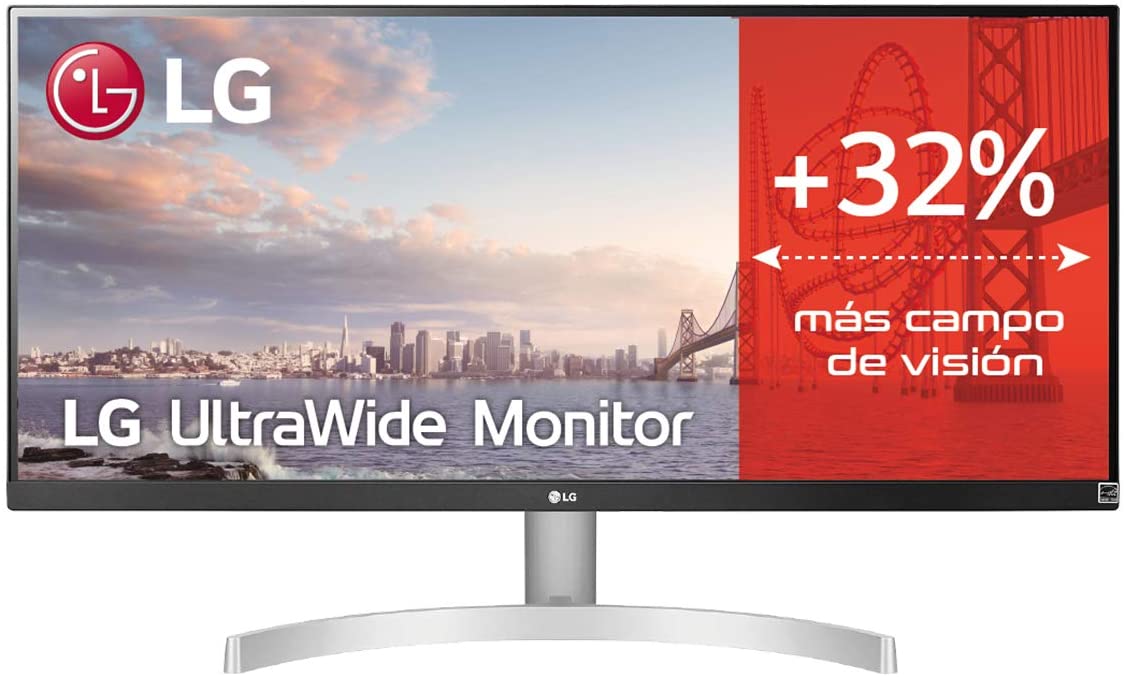 LG
+32%
más campo
de visión
LG UltraWide Monitor
LG